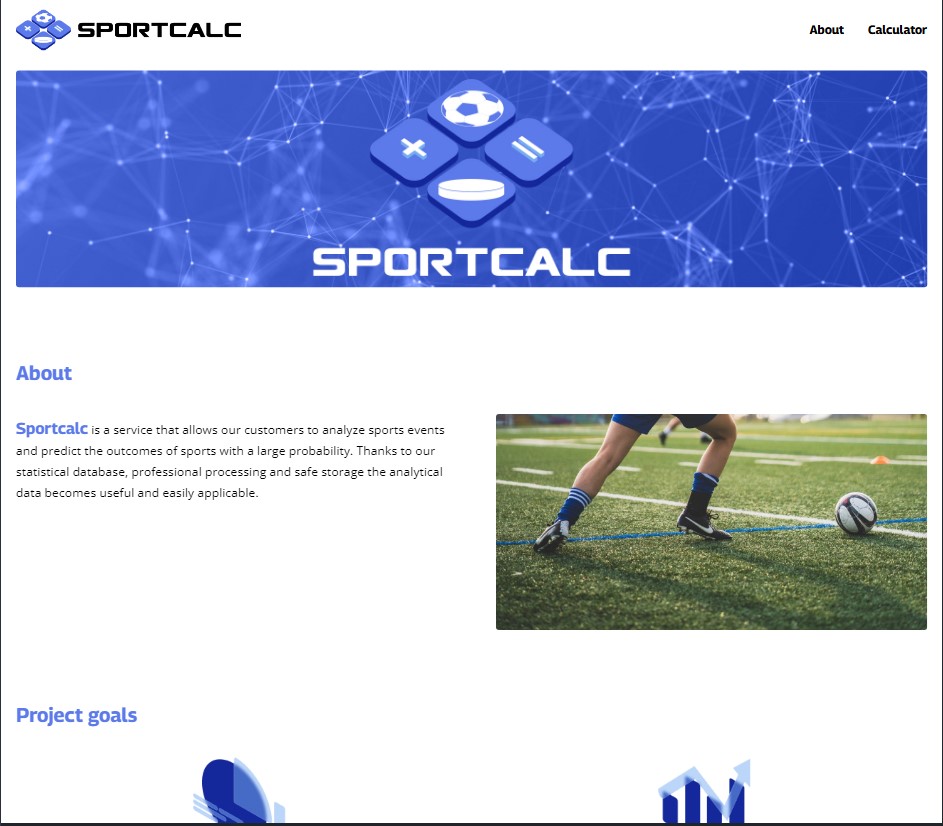 SPORTCALC
About
Calculator
SPORTCALC
About
Sportcalc is a service that allows our customers to analyze sports events
and predict the outcomes of sports with a large probability. Thanks to our
statistical database, professional processing and safe storage the analytical
data becomes useful and easily applicable.
Project goals